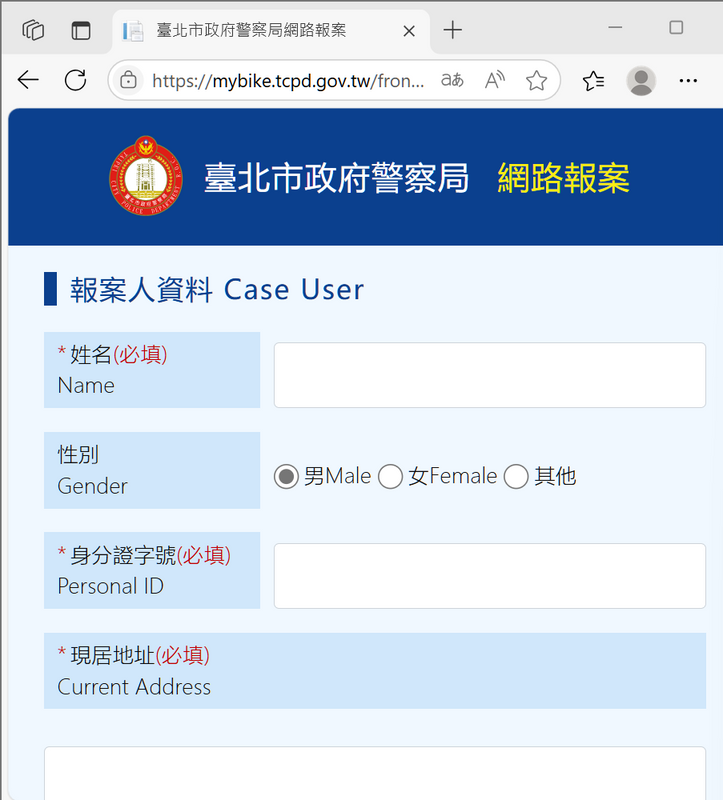 臺北市政府警察局網路報案
https://mybike.tcpd.gov.tw/fron...
臺北市政府警察局 網路報案
報案人資料 Case User
*姓名(必填)
Name
性別
Gender
男Male 女Female 其他
*身分證字號(必填)
Personal ID
*現居地址(必填)
Current Address